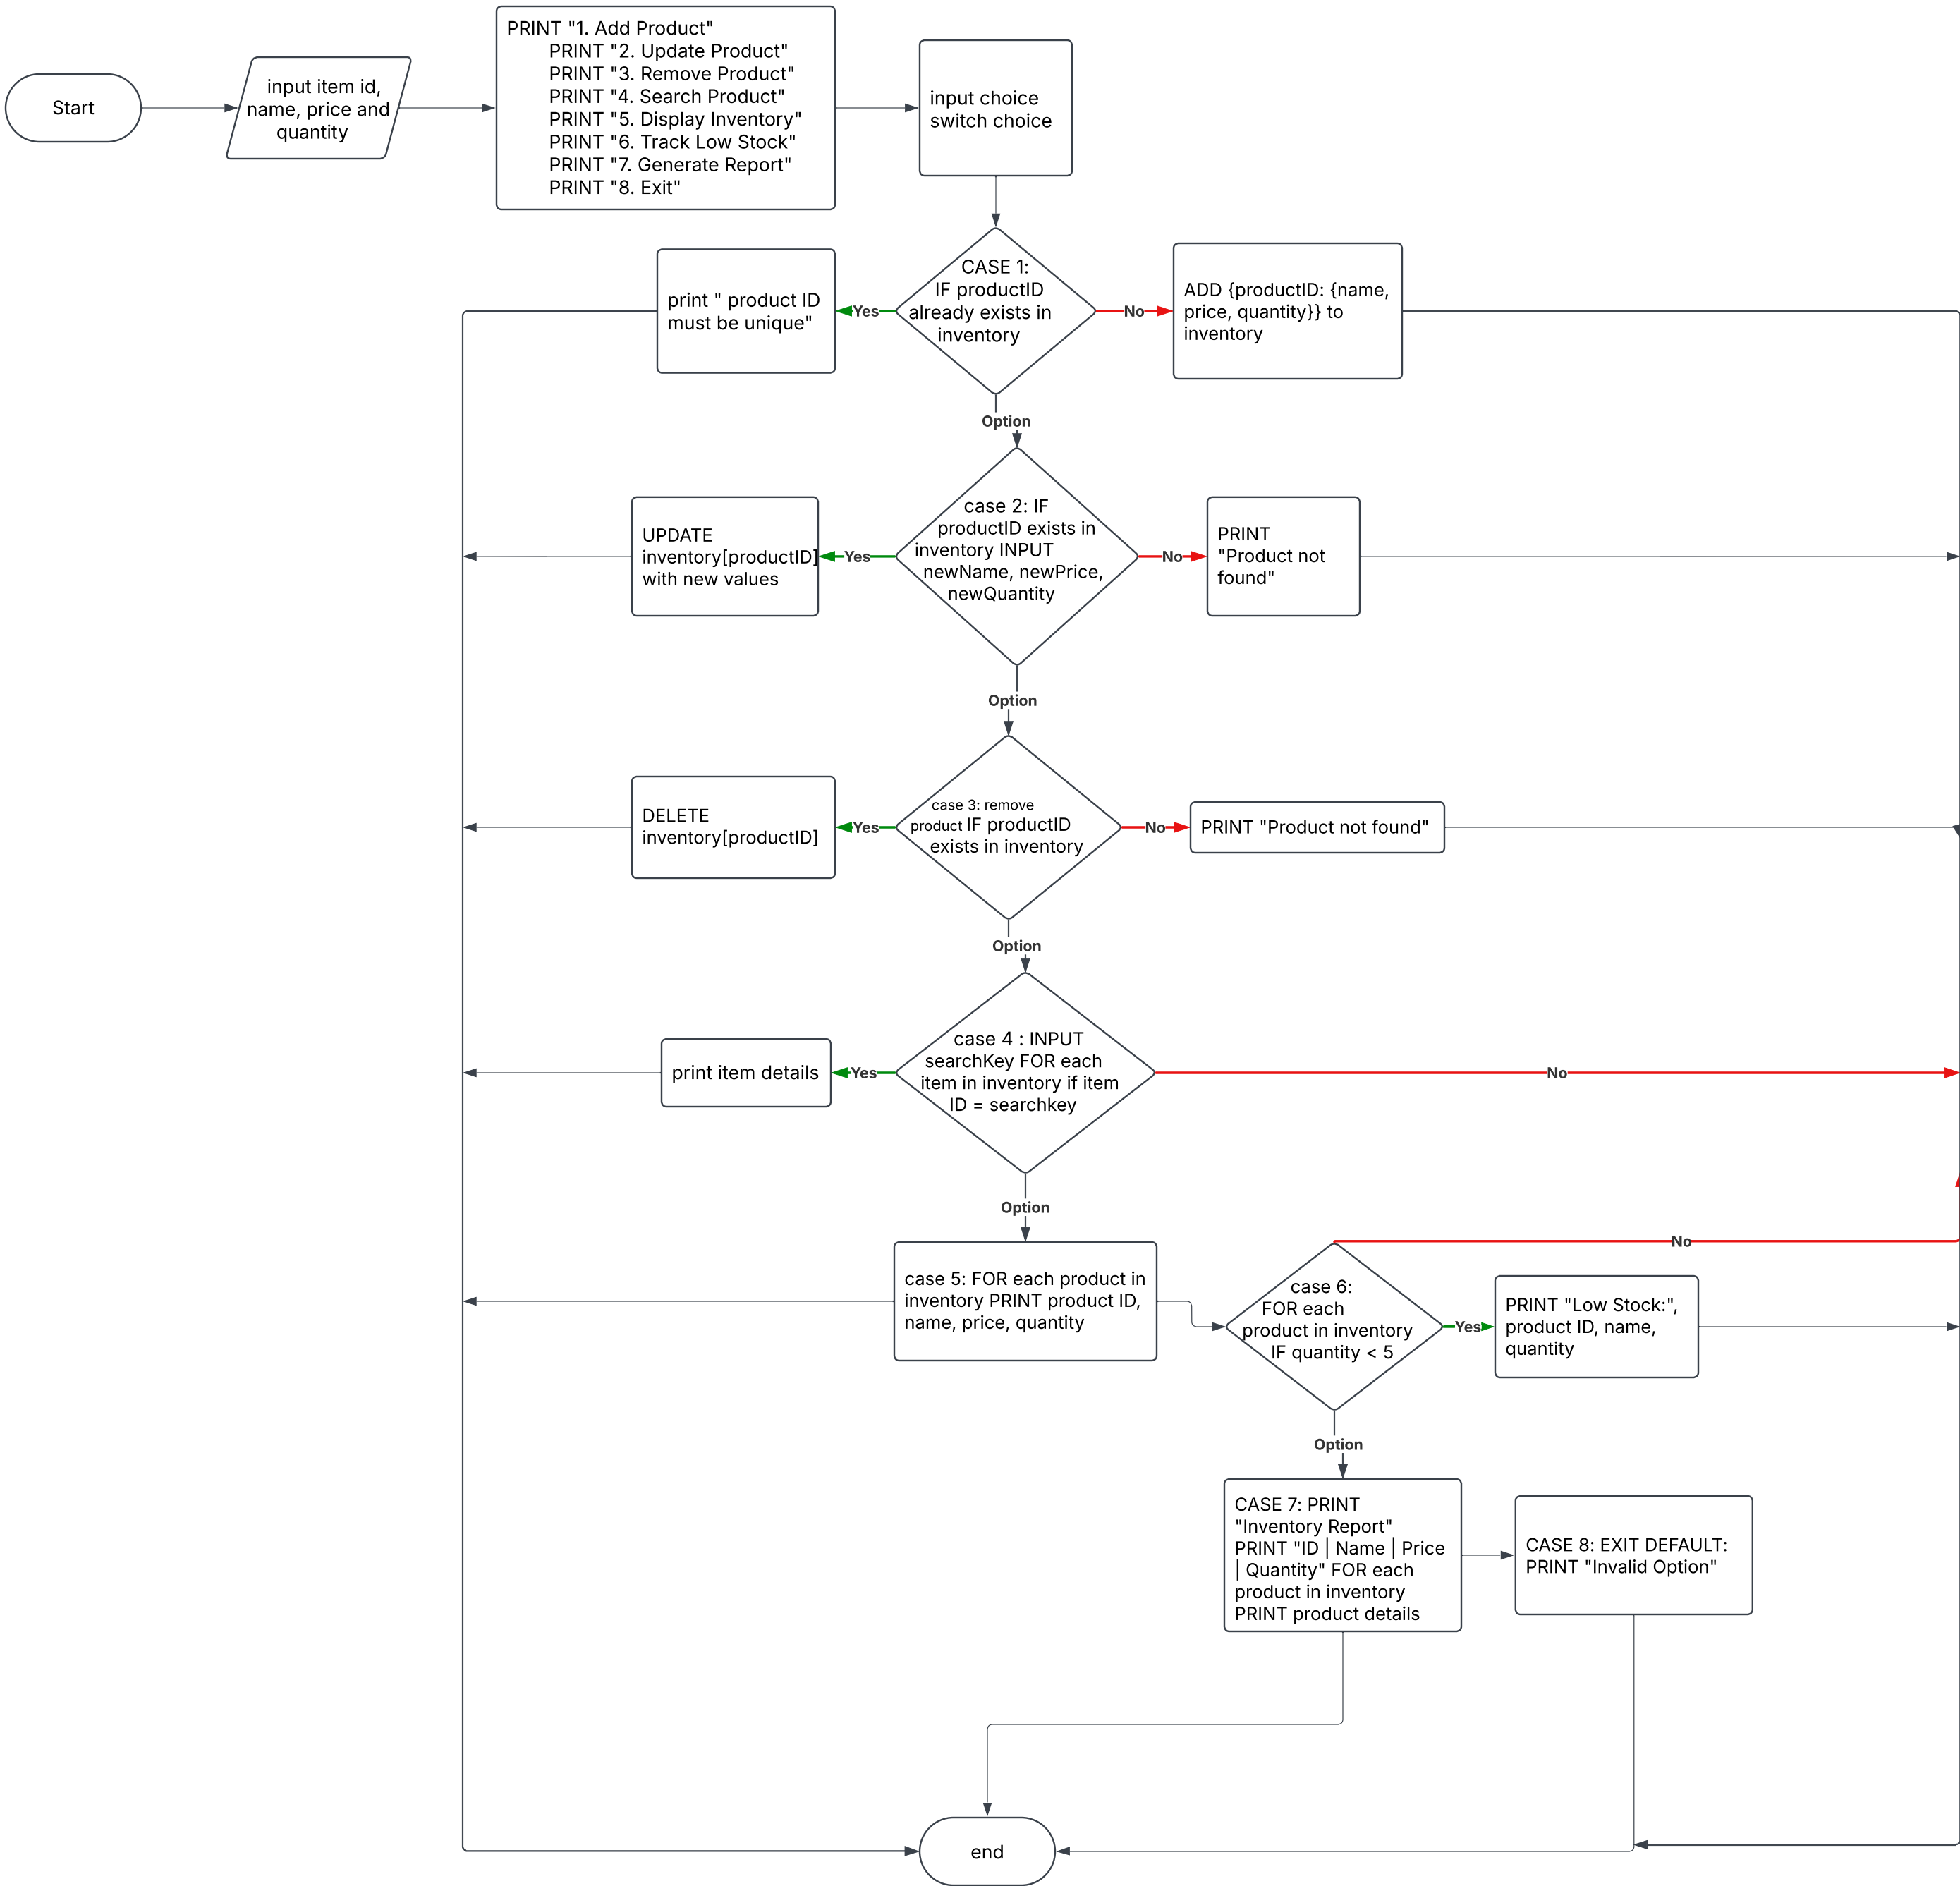 Start
input item id,
name, price and
quantity
PRINT "1. Add Product"
PRINT "2. Update Product"
PRINT "3. Remove Product"
PRINT "4. Search Product"
PRINT "5. Display Inventory"
PRINT "6. Track Low Stock"
PRINT "7. Generate Report"
PRINT "8. Exit"
input choice
switch choice
print " product ID
must be unique"
Yes
CASE 1:
IF productID
already exists in
inventory
No
ADD {productID: {name,
price, quantity}} to
inventory
Option
UPDATE
inventory[productID]
with new values
Yes
case 2: IF
productID exists in
inventory INPUT
newName, newPrice,
newQuantity
No
PRINT
"Product not
found"
Option
DELETE
inventory[productID]
Yes
case 3: remove
product IF productID
exists in inventory
No
PRINT "Product not found"
Option
print item details
Yes
case 4 : INPUT
searchKey FOR each
item in inventory if item
ID = searchkey
No
Option
case 5: FOR each product in
inventory PRINT product ID,
name, price, quantity
No
case 6:
FOR each
product in inventory
IF quantity < 5
Yes
PRINT "Low Stock:",
product ID, name,
quantity
Option
CASE 7: PRINT
"Inventory Report"
PRINT "ID | Name | Price
| Quantity" FOR each
product in inventory
PRINT product details
CASE 8: EXIT DEFAULT:
PRINT "Invalid Option"
end